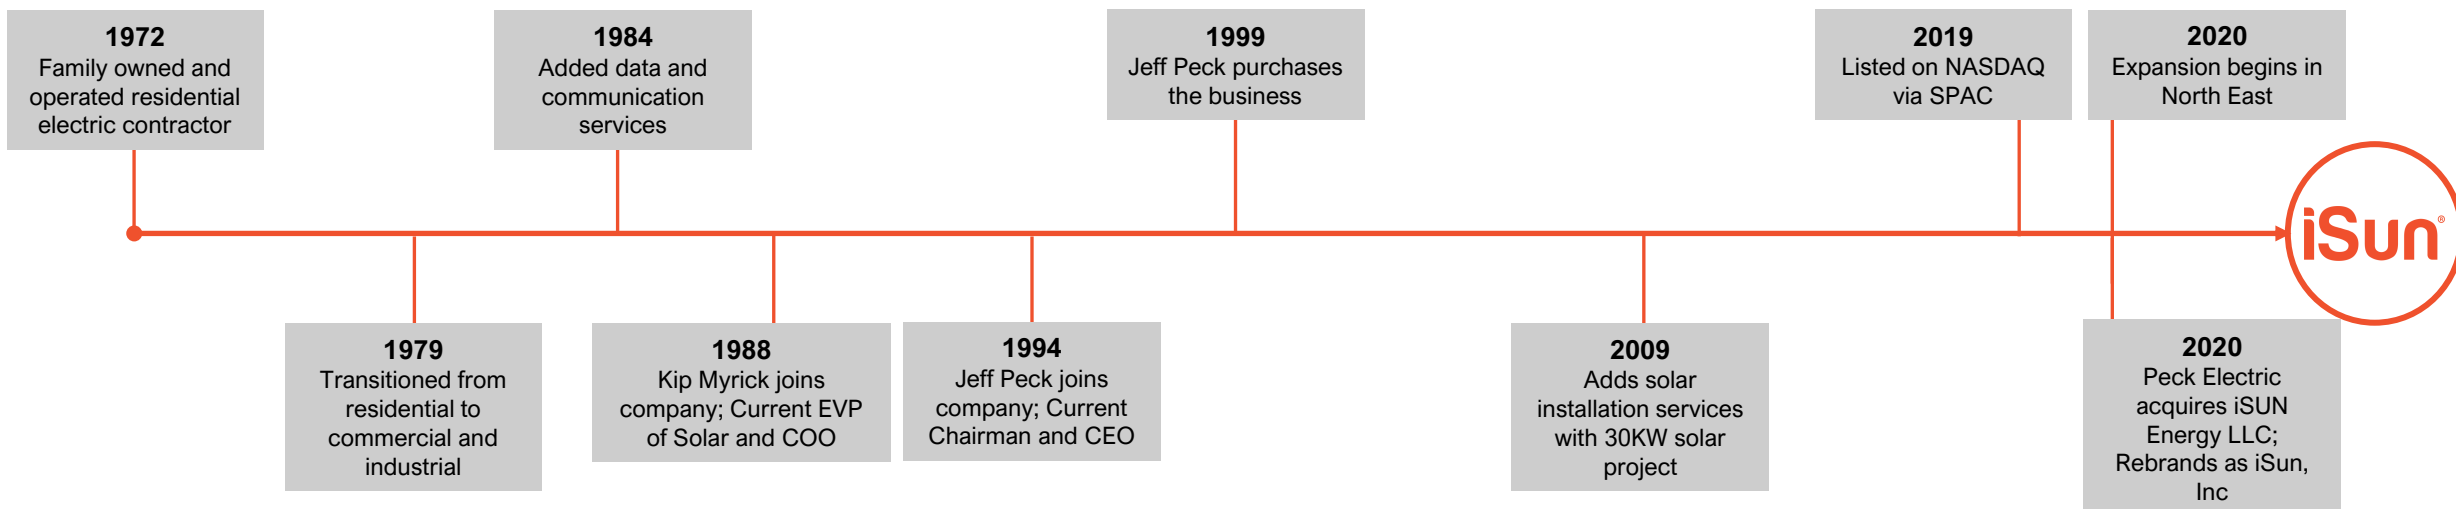 1972
Family owned and
operated residential
electric contractor
1984
Added data and
communication
services
1999
Jeff Peck purchases
the business
2019
Listed on NASDAQ
via SPAC
2020
Expansion begins in
North East
iSun®
1979
Transitioned from
residential to
commercial and
industrial
1988
Kip Myrick joins
company; Current EVP
of Solar and COO
1994
Jeff Peck joins
company; Current
Chairman and CEO
2009
Adds solar
installation services
with 30KW solar
project
2020
Peck Electric
acquires iSUN
Energy LLC;
Rebrands as iSun,
Inc